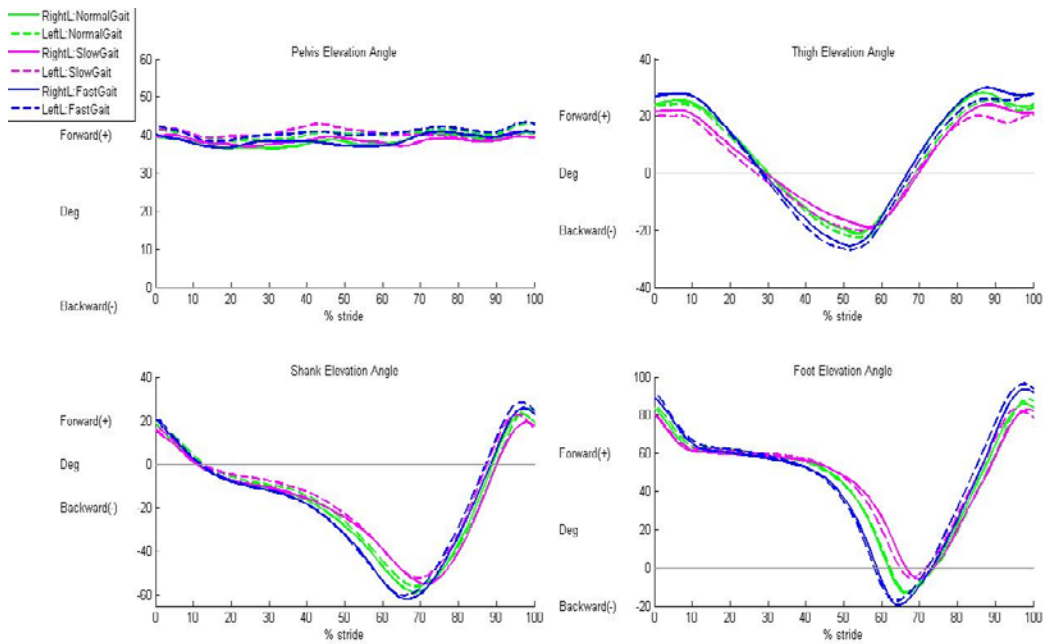 RightL:NormalGait
LeftL:NormalGait
RightL:SlowGait
LeftL:SlowGait
RightL:FastGait
LeftL:FastGait
Pelvis Elevation Angle
60
50
Forward(+)
40
30
Deg
20
10
0
Backward(-)
0 10 20 30 40 50 60 70 80 90 100
% stride
Thigh Elevation Angle
40
Forward(+)
20
Deg
0
Backward(-)
-20
-40
0 10 20 30 40 50 60 70 80 90 100
% stride
Shank Elevation Angle
40
Forward(+)
20
Deg
0
Backward(-)
-20
-40
-60
0 10 20 30 40 50 60 70 80 90 100
% stride
Foot Elevation Angle
100
80
Forward(+)
60
40
Deg
20
0
Backward(-)
-20
0 10 20 30 40 50 60 70 80 90 100
% stride